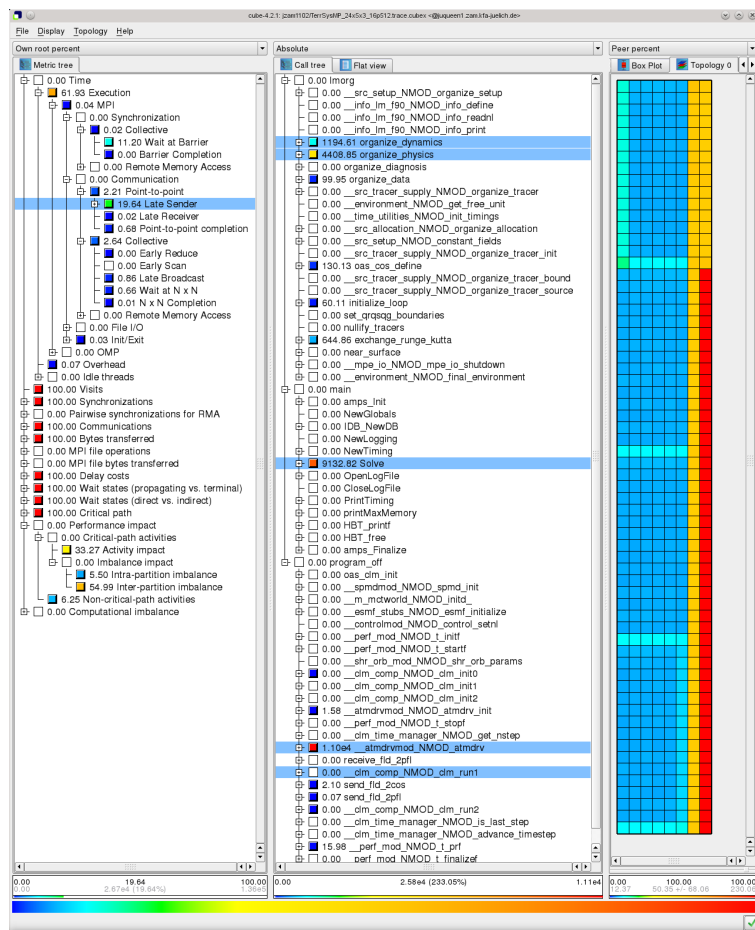 cube-4.2.1: jzam1102/TerrSysMP_24x5x3_16p512.trace.cubex <@juqueen1.zam.kfa-juelich.de>
File Display Topology Help
Own root percent
Absolute
Peer percent
Metric tree
Call tree
Flat view
Box Plot
Topology 0
0.00 Time
61.93 Execution
0.04 MPI
0.00 Synchronization
0.02 Collective
11.20 Wait at Barrier
0.00 Barrier Completion
0.00 Remote Memory Access
0.00 Communication
2.21 Point-to-point
19.64 Late Sender
0.02 Late Receiver
0.68 Point-to-point completion
2.64 Collective
0.00 Early Reduce
0.00 Early Scan
0.86 Late Broadcast
0.66 Wait at N x N
0.01 N x N Completion
0.00 Remote Memory Access
0.00 File I/O
0.03 Init/Exit
0.00 OMP
0.07 Overhead
0.00 Idle threads
100.00 Visits
100.00 Synchronizations
0.00 Pairwise synchronizations for RMA
100.00 Communications
100.00 Bytes transferred
0.00 MPI file operations
0.00 MPI file bytes transferred
100.00 Delay costs
100.00 Wait states (propagating vs. terminal)
100.00 Wait states (direct vs. indirect)
100.00 Critical path
0.00 Performance impact
0.00 Critical-path activities
33.27 Activity impact
0.00 Imbalance impact
5.50 Intra-partition imbalance
54.99 Inter-partition imbalance
6.25 Non-critical-path activities
0.00 Computational imbalance
0.00 lmorg
0.00 __src_setup_NMOD_organize_setup
0.00 __info_lm_f90_NMOD_info_define
0.00 __info_lm_f90_NMOD_info_readnl
0.00 __info_lm_f90_NMOD_info_print
1194.61 organize_dynamics
4408.85 organize_physics
0.00 organize_diagnosis
99.95 organize_data
0.00 __src_tracer_supply_NMOD_organize_tracer
0.00 __environment_NMOD_get_free_unit
0.00 __time_utilities_NMOD_init_timings
0.00 __src_allocation_NMOD_organize_allocation
0.00 __src_setup_NMOD_constant_fields
0.00 __src_tracer_supply_NMOD_organize_tracer_init
130.13 oas_cos_define
0.00 __src_tracer_supply_NMOD_organize_tracer_bound
0.00 __src_tracer_supply_NMOD_organize_tracer_source
60.11 initialize_loop
0.00 set_qrqsqg_boundaries
0.00 nullify_tracers
644.86 exchange_runge_kutta
0.00 near_surface
0.00 __mpe_io_NMOD_mpe_io_shutdown
0.00 __environment_NMOD_final_environment
0.00 main
0.00 amps_Init
0.00 NewGlobals
0.00 IDB_NewDB
0.00 NewLogging
0.00 NewTiming
9132.82 Solve
0.00 OpenLogFile
0.00 CloseLogFile
0.00 PrintTiming
0.00 printMaxMemory
0.00 HBT_printf
0.00 HBT_free
0.00 amps_Finalize
0.00 program_off
0.00 oas_clm_init
0.00 __spmdmod_NMOD_spmd_init
0.00 __m_mctworld_NMOD_initd_
0.00 __esmf_stubs_NMOD_esmf_initialize
0.00 __controlmod_NMOD_control_setnl
0.00 __perf_mod_NMOD_t_initf
0.00 __perf_mod_NMOD_t_startf
0.00 __shr_orb_mod_NMOD_shr_orb_params
0.00 __clm_comp_NMOD_clm_init0
0.00 __clm_comp_NMOD_clm_init1
0.00 __clm_comp_NMOD_clm_init2
1.58 __atmdrvmod_NMOD_atmdrv_init
0.00 __perf_mod_NMOD_t_stopf
0.00 __clm_time_manager_NMOD_get_nstep
1.10e4 __atmdrvmod_NMOD_atmdrv
0.00 receive_fld_2pfl
0.00 __clm_comp_NMOD_clm_run1
2.10 send_fld_2cos
0.07 send_fld_2pfl
0.00 __clm_comp_NMOD_clm_run2
0.00 __clm_time_manager_NMOD_is_last_step
0.00 __clm_time_manager_NMOD_advance_timestep
15.98 __perf_mod_NMOD_t_prf
0.00 __perf_mod_NMOD_t_finalizef
0.00 19.64 100.00
0.00 2.67e4 (19.64%) 1.36e5
0.00 2.58e4 (233.05%) 1.11e4
0.00 100.00 100.00
12.37 50.35 +/- 68.06 230.06